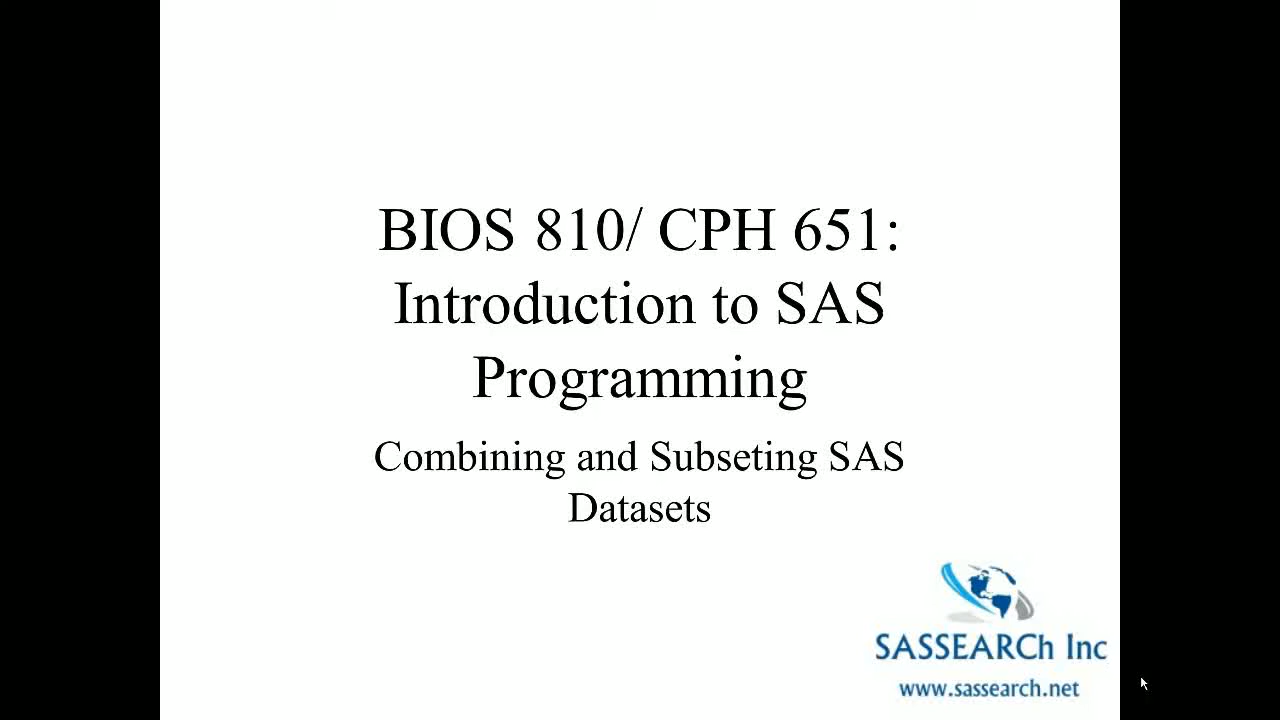 BIOS 810/ CPH 651:
Introduction to SAS
Programming
Combining and Subseting SAS
Datasets
SASSEARCh Inc
www.sassearch.net